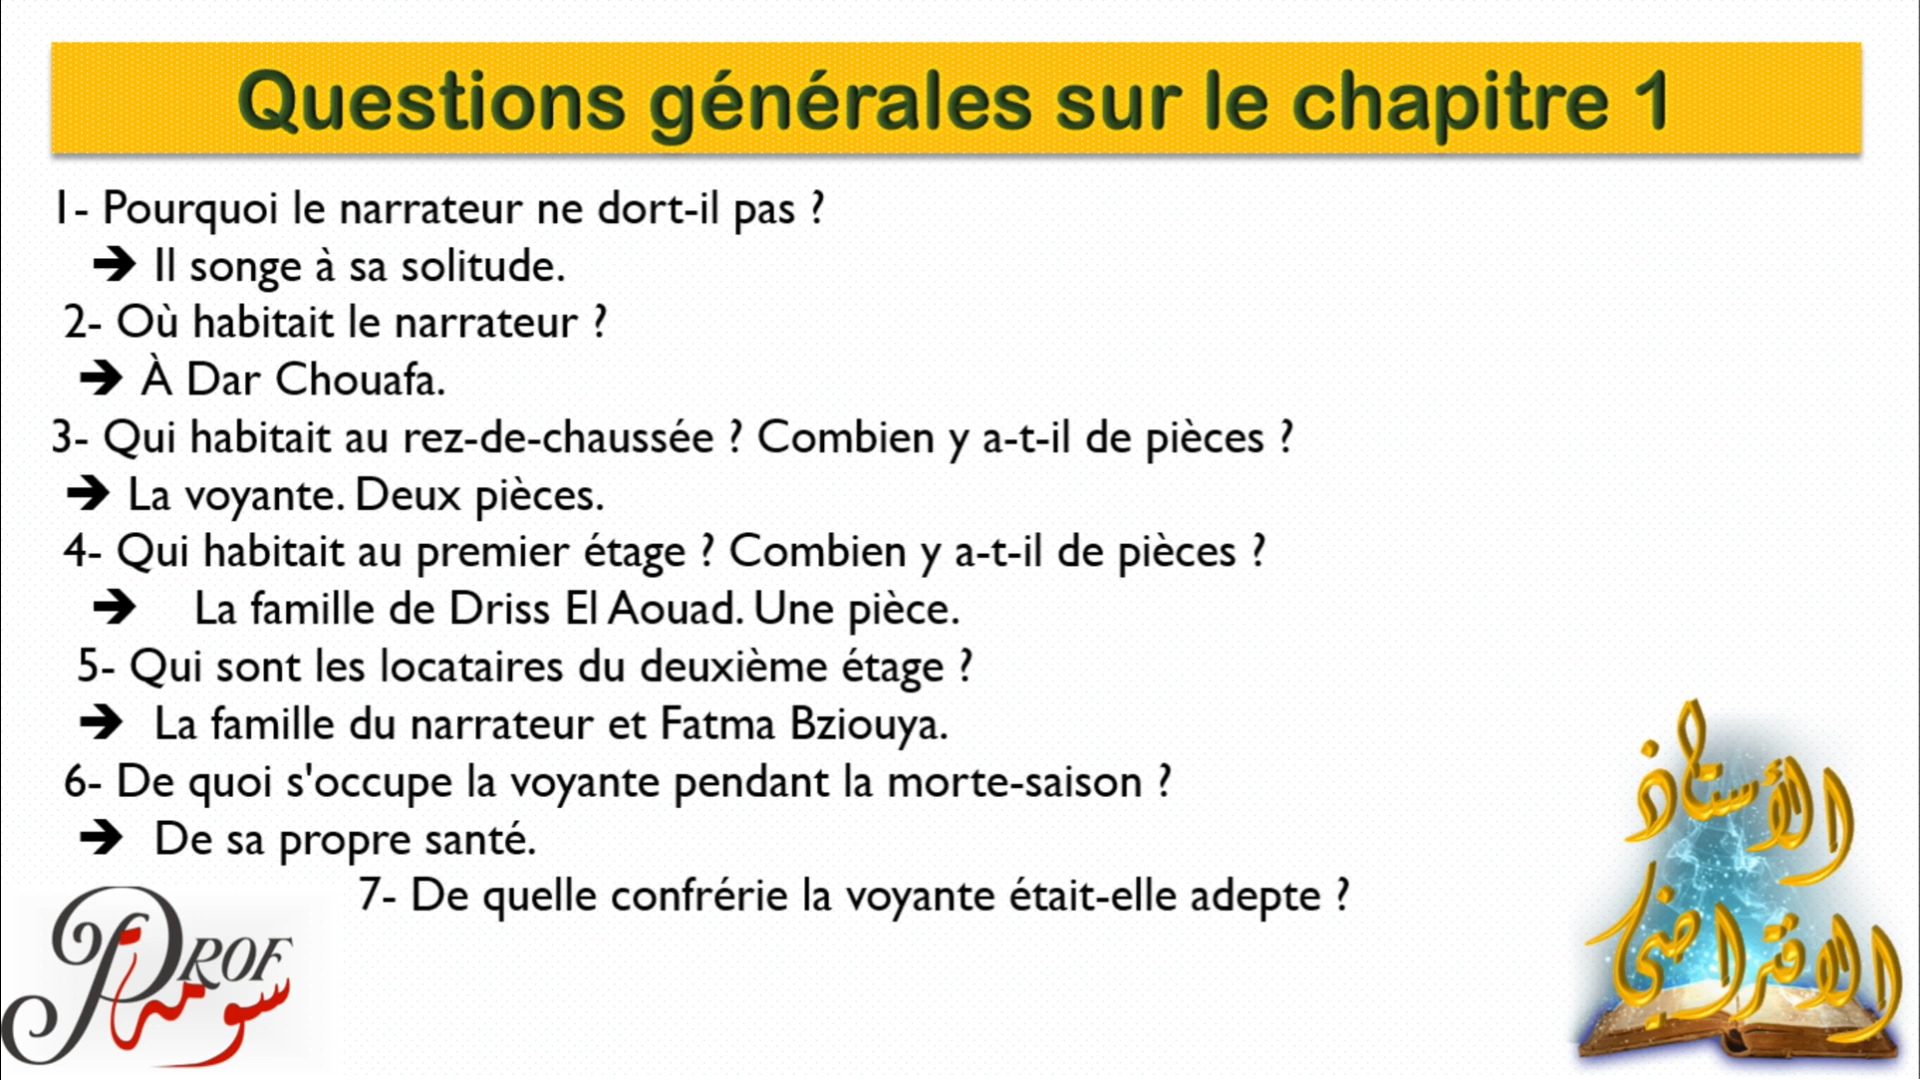 Questions générales sur le chapitre 1
1- Pourquoi le narrateur ne dort-il pas ?
➔ Il songe à sa solitude.
2- Où habitait le narrateur ?
➔ À Dar Chouafa.
3- Qui habitait au rez-de-chaussée ? Combien y a-t-il de pièces ?
➔ La voyante. Deux pièces.
4- Qui habitait au premier étage ? Combien y a-t-il de pièces ?
➔ La famille de Driss El Aouad. Une pièce.
5- Qui sont les locataires du deuxième étage ?
➔ La famille du narrateur et Fatma Bziouya.
6- De quoi s'occupe la voyante pendant la morte-saison ?
➔ De sa propre santé.
7- De quelle confrérie la voyante était-elle adepte ?
PROF
سومة
الأستاذ
الافتراضي